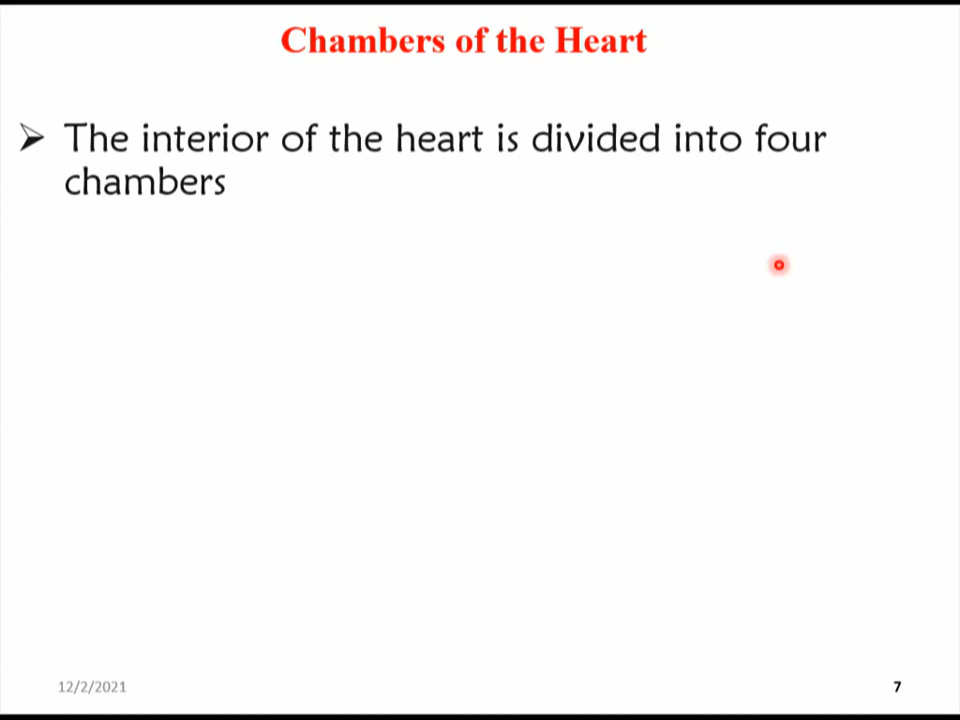 Chambers of the Heart
The interior of the heart is divided into four
chambers
12/2/2021
7